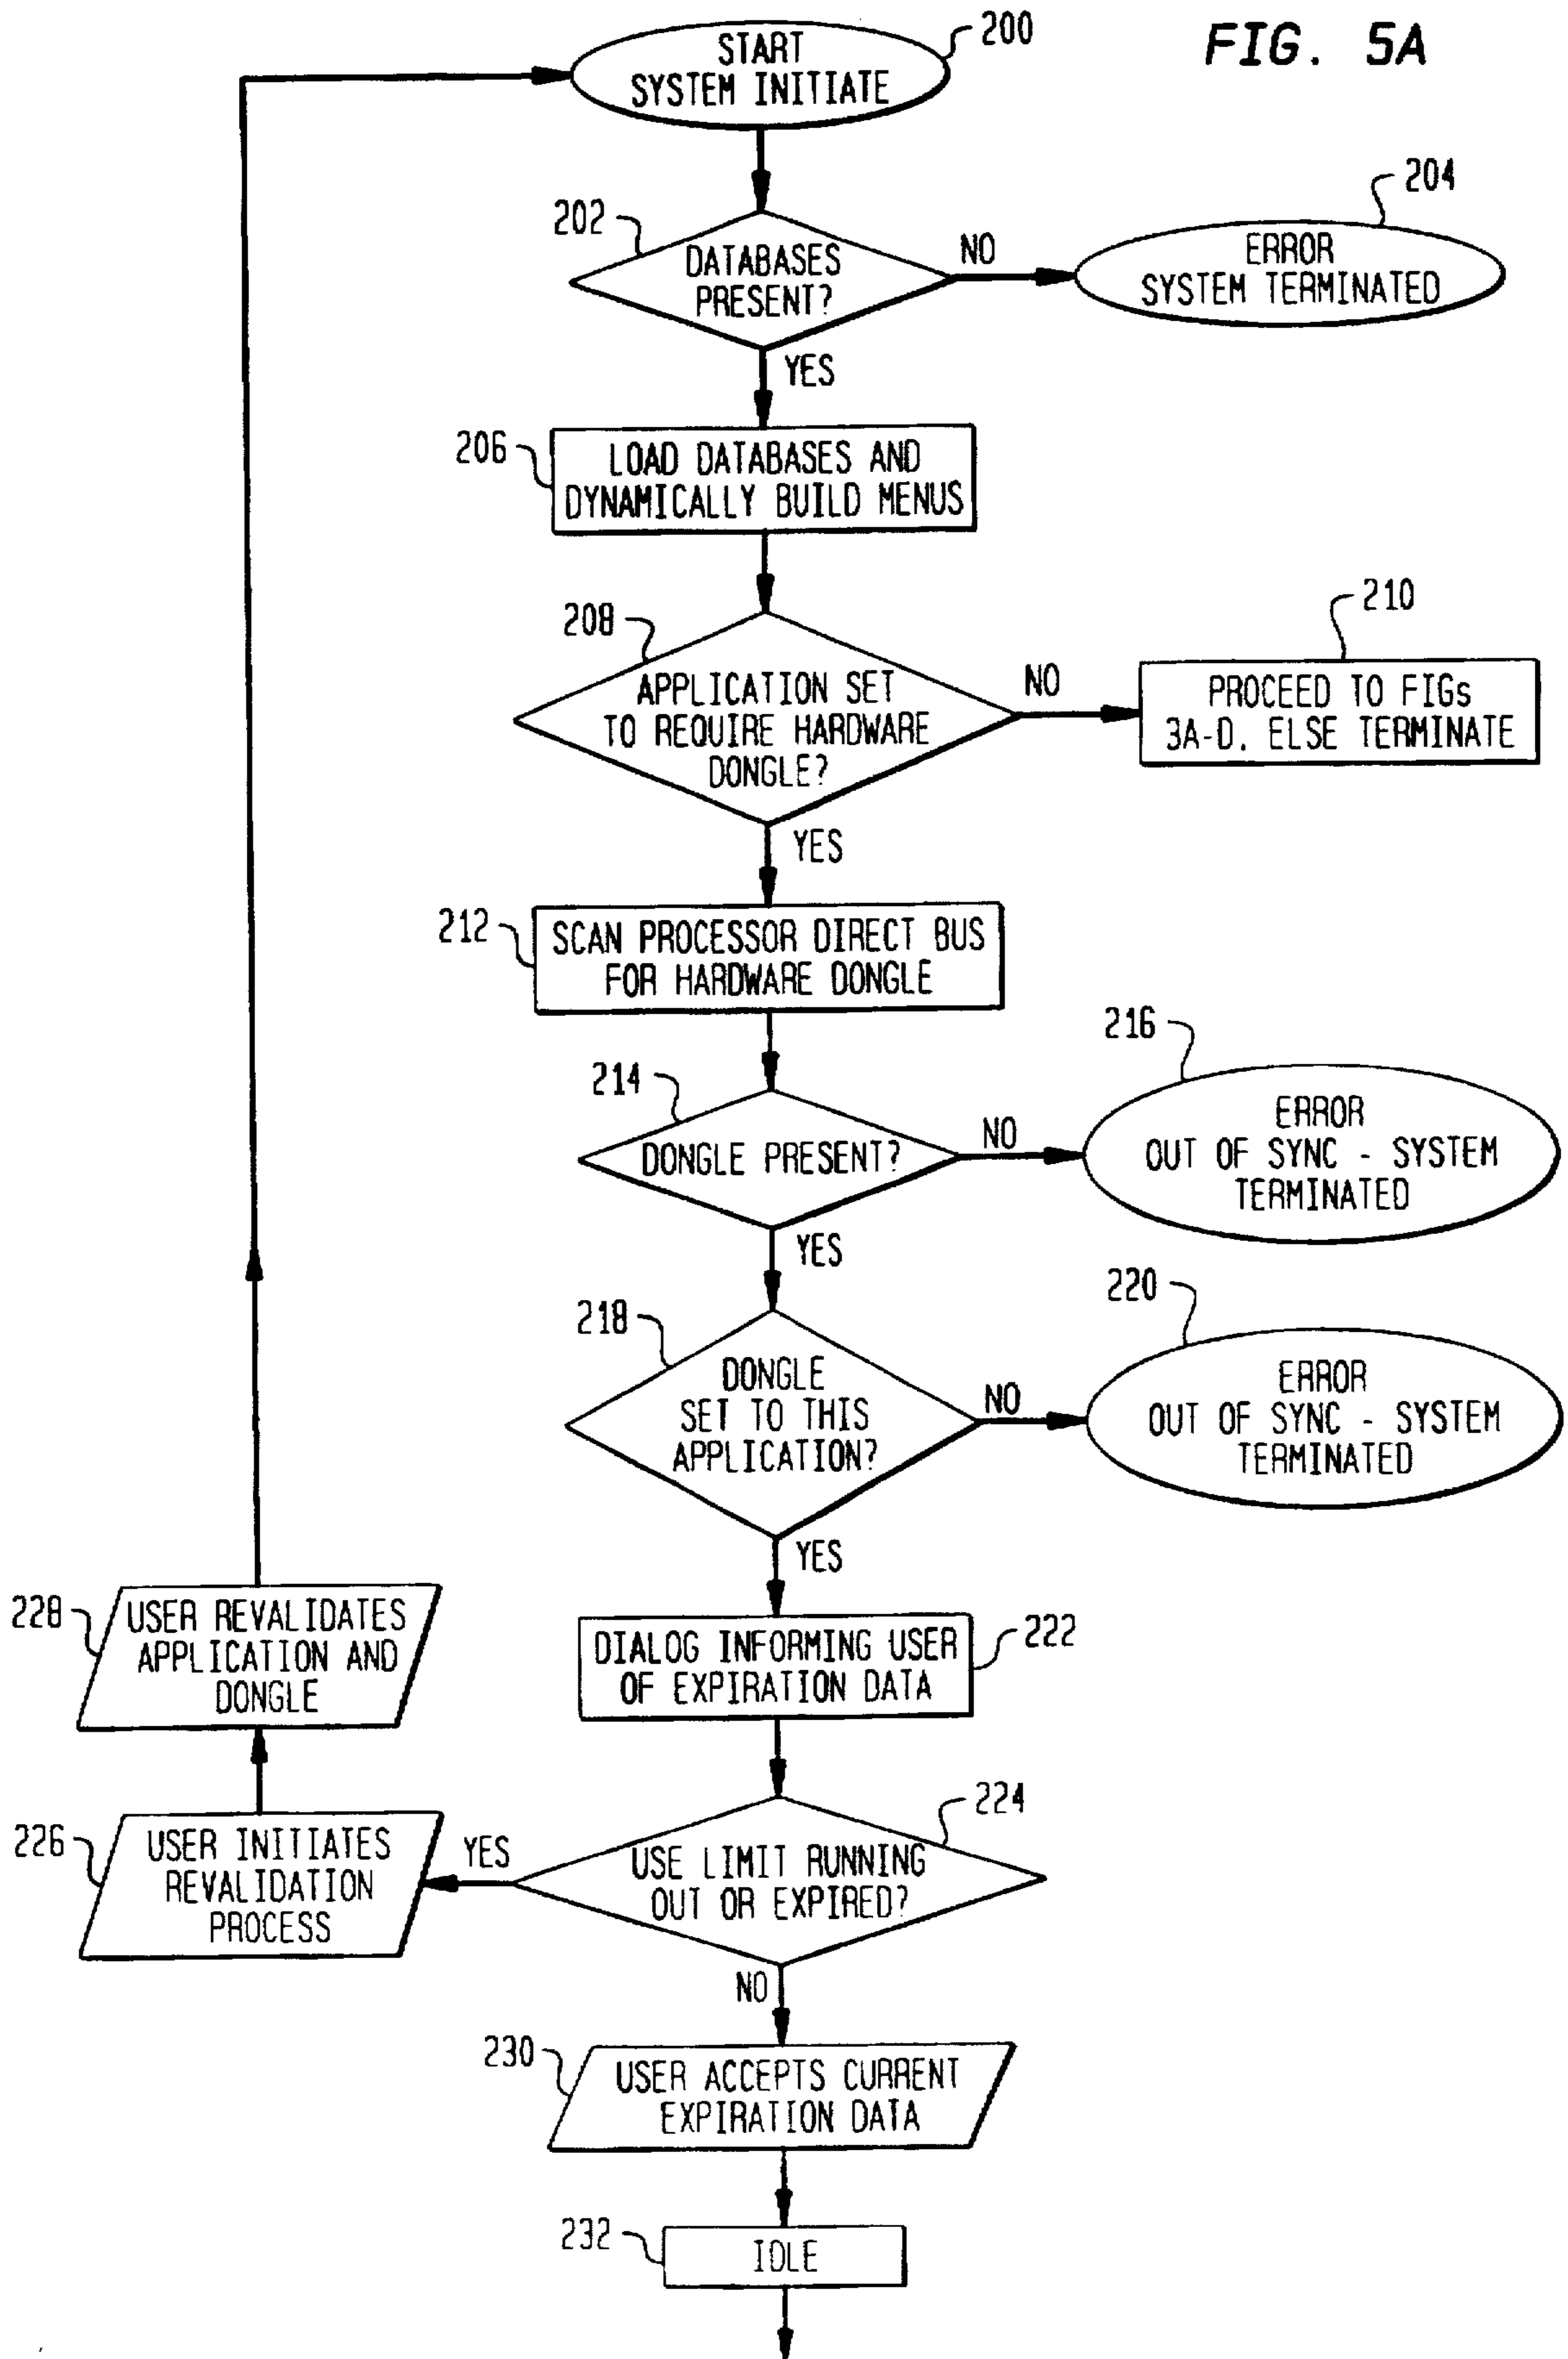 FIG. 5A
START
SYSTEM INITIATE
200
202
DATABASES
PRESENT?
NO
204
ERROR
SYSTEM TERMINATED
YES
206
LOAD DATABASES AND
DYNAMICALLY BUILD MENUS
208
APPLICATION SET
TO REQUIRE HARDWARE
DONGLE?
NO
210
PROCEED TO FIGs
3A-D. ELSE TERMINATE
YES
212
SCAN PROCESSOR DIRECT BUS
FOR HARDWARE DONGLE
214
DONGLE PRESENT?
NO
216
ERROR
OUT OF SYNC - SYSTEM
TERMINATED
YES
218
DONGLE
SET TO THIS
APPLICATION?
NO
220
ERROR
OUT OF SYNC - SYSTEM
TERMINATED
YES
222
DIALOG INFORMING USER
OF EXPIRATION DATA
224
USE LIMIT RUNNING
OUT OR EXPIRED?
YES
226
USER INITIATES
REVALIDATION
PROCESS
228
USER REVALIDATES
APPLICATION AND
DONGLE
NO
230
USER ACCEPTS CURRENT
EXPIRATION DATA
232
IDLE